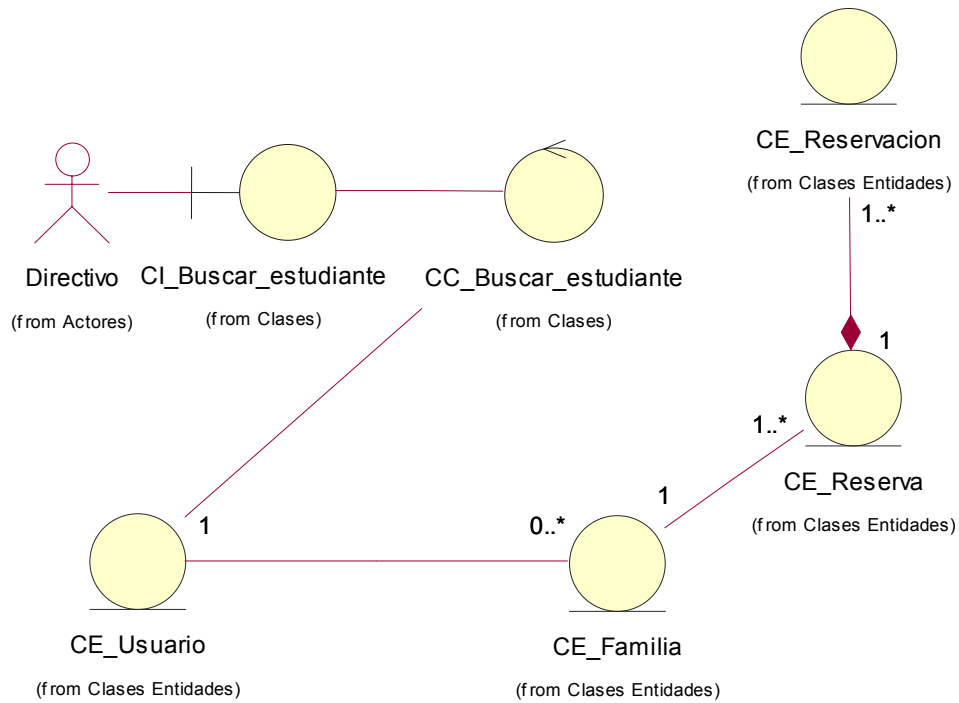 CE_Reservacion
(from Clases Entidades)
1..*
Directivo
(from Actores)
CI_Buscar_estudiante
(from Clases)
CC_Buscar_estudiante
(from Clases)
1
1..*
CE_Reserva
(from Clases Entidades)
1
1
0..*
CE_Usuario
(from Clases Entidades)
CE_Familia
(from Clases Entidades)